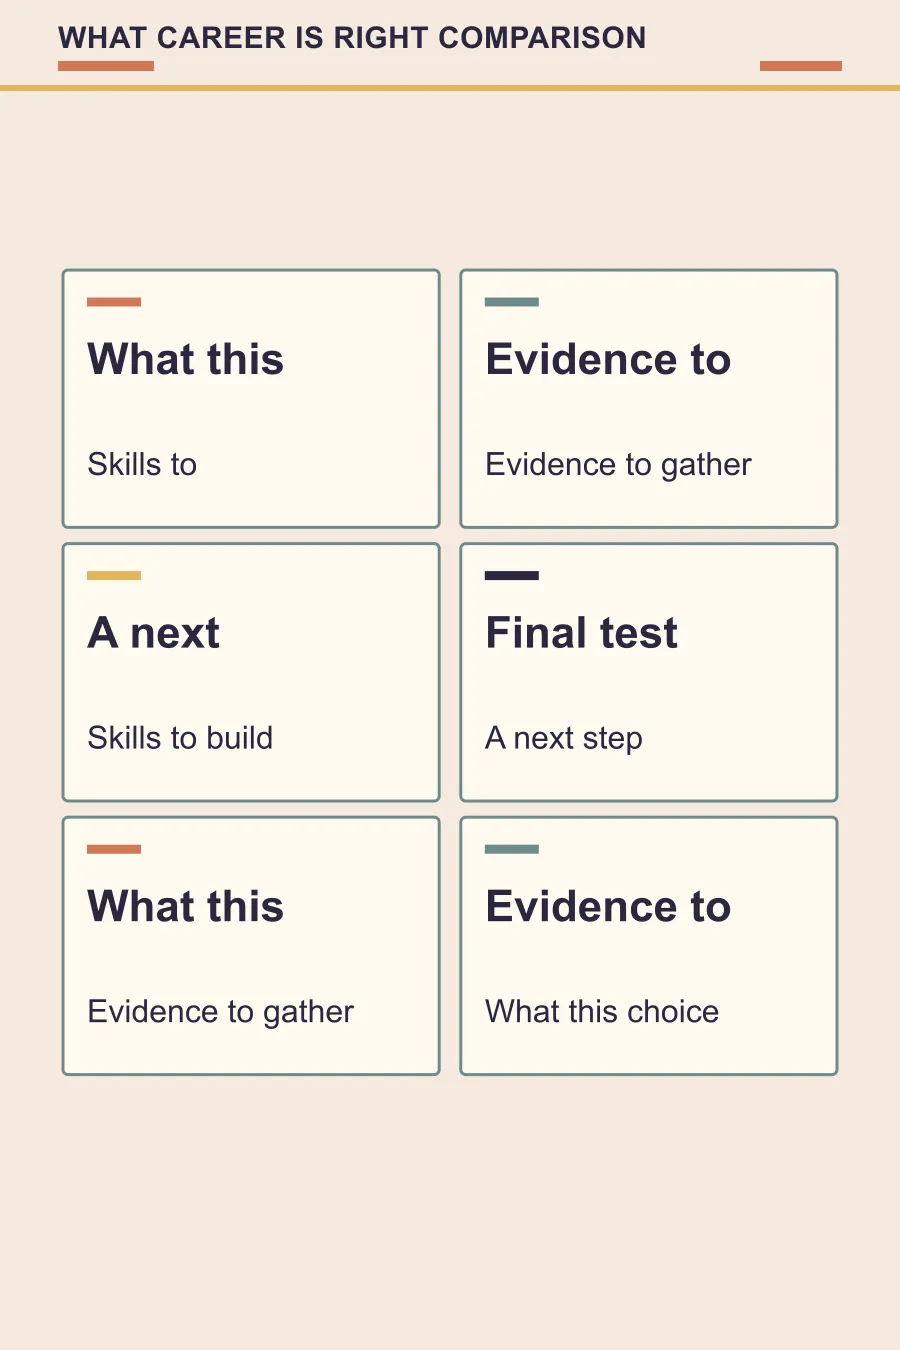 WHAT CAREER IS RIGHT COMPARISON
What this
Skills to
Evidence to
Evidence to gather
A next
Skills to build
Final test
A next step
What this
Evidence to gather
Evidence to
What this choice